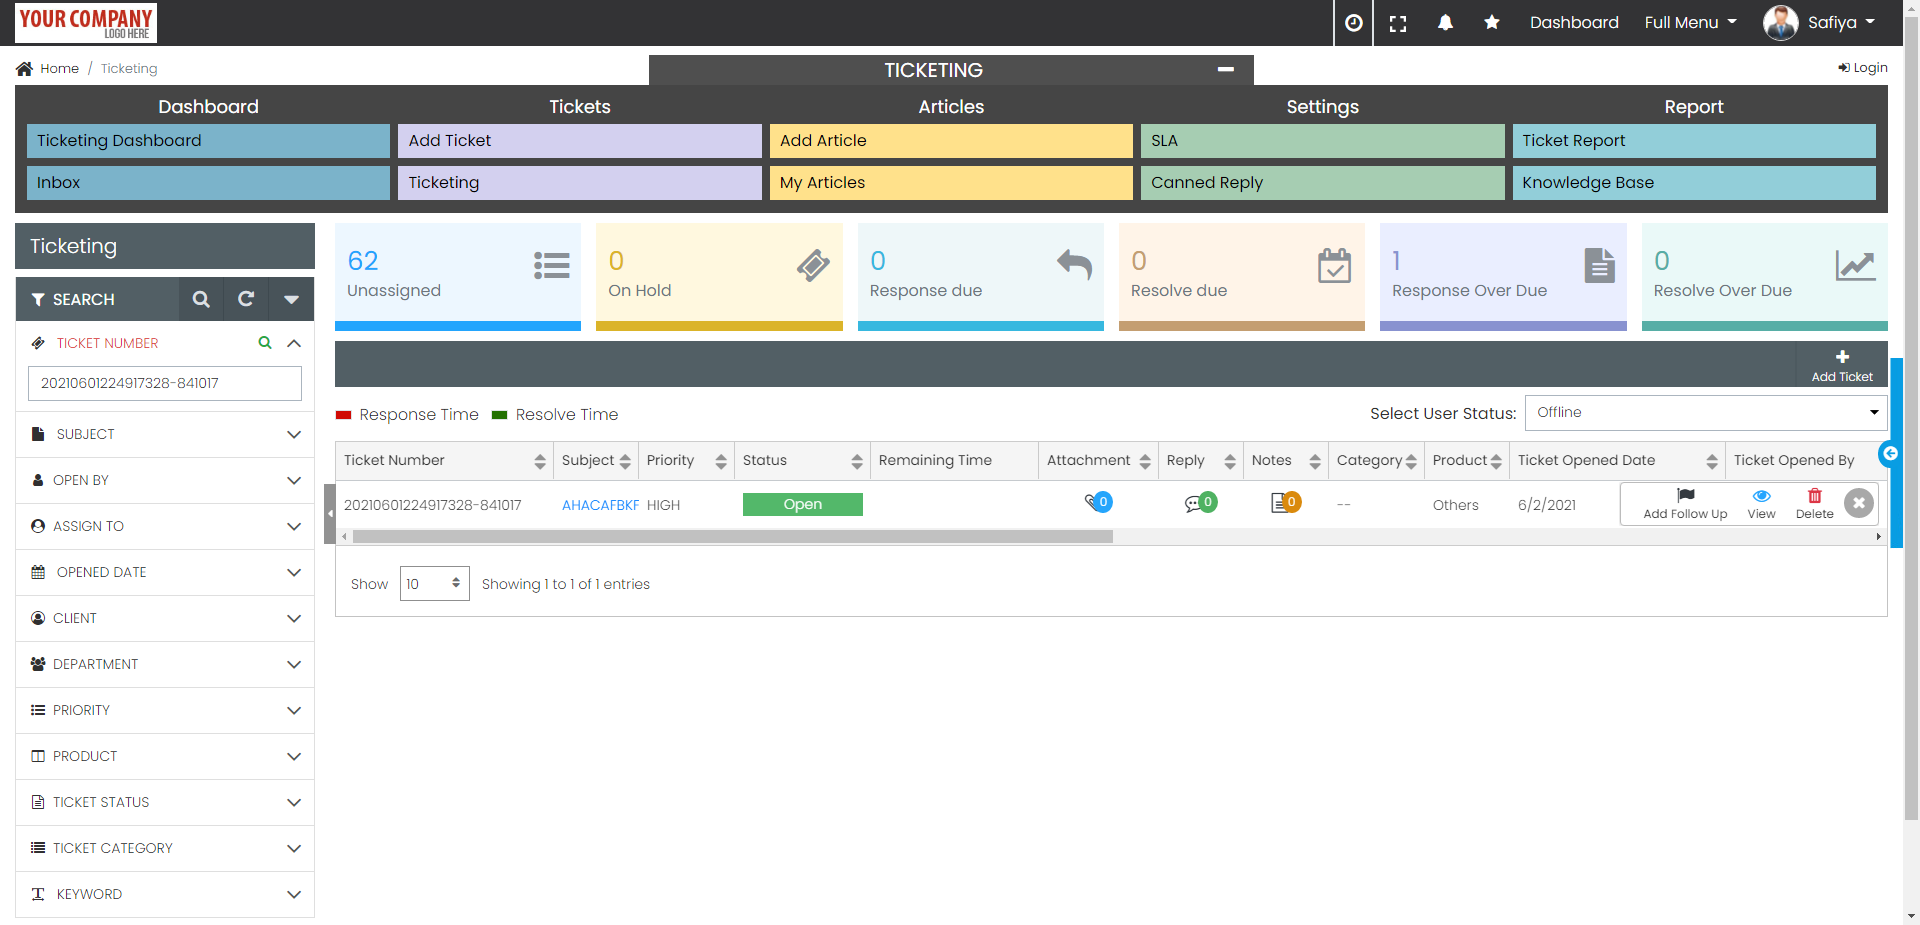 YOUR COMPANY
LOGO HERE
Dashboard
Full Menu
Safiya
Home / Ticketing
TICKETING
Login
Dashboard
Tickets
Articles
Settings
Report
Ticketing Dashboard
Add Ticket
Add Article
SLA
Ticket Report
Inbox
Ticketing
My Articles
Canned Reply
Knowledge Base
Ticketing
SEARCH
TICKET NUMBER
20210601224917328-841017
SUBJECT
OPEN BY
ASSIGN TO
OPENED DATE
CLIENT
DEPARTMENT
PRIORITY
PRODUCT
TICKET STATUS
TICKET CATEGORY
KEYWORD
62
Unassigned
0
On Hold
0
Response due
0
Resolve due
1
Response Over Due
0
Resolve Over Due
Add Ticket
Response Time
Resolve Time
Select User Status:
Offline
Ticket Number
Subject
Priority
Status
Remaining Time
Attachment
Reply
Notes
Category
Product
Ticket Opened Date
Ticket Opened By
20210601224917328-841017
AHACAFBKF
HIGH
Open
0
0
0
--
Others
6/2/2021
Add Follow Up
View
Delete
Show
10
Showing 1 to 1 of 1 entries